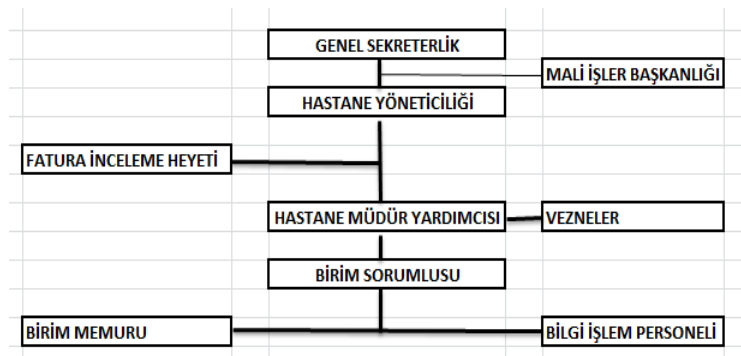 GENEL SEKRETERLİK
MALİ İŞLER BAŞKANLIĞI
HASTANE YÖNETİCİLİĞİ
FATURA İNCELEME HEYETİ
HASTANE MÜDÜR YARDIMCISI
VEZNELER
BİRİM SORUMLUSU
BİRİM MEMURU
BİLGİ İŞLEM PERSONELİ